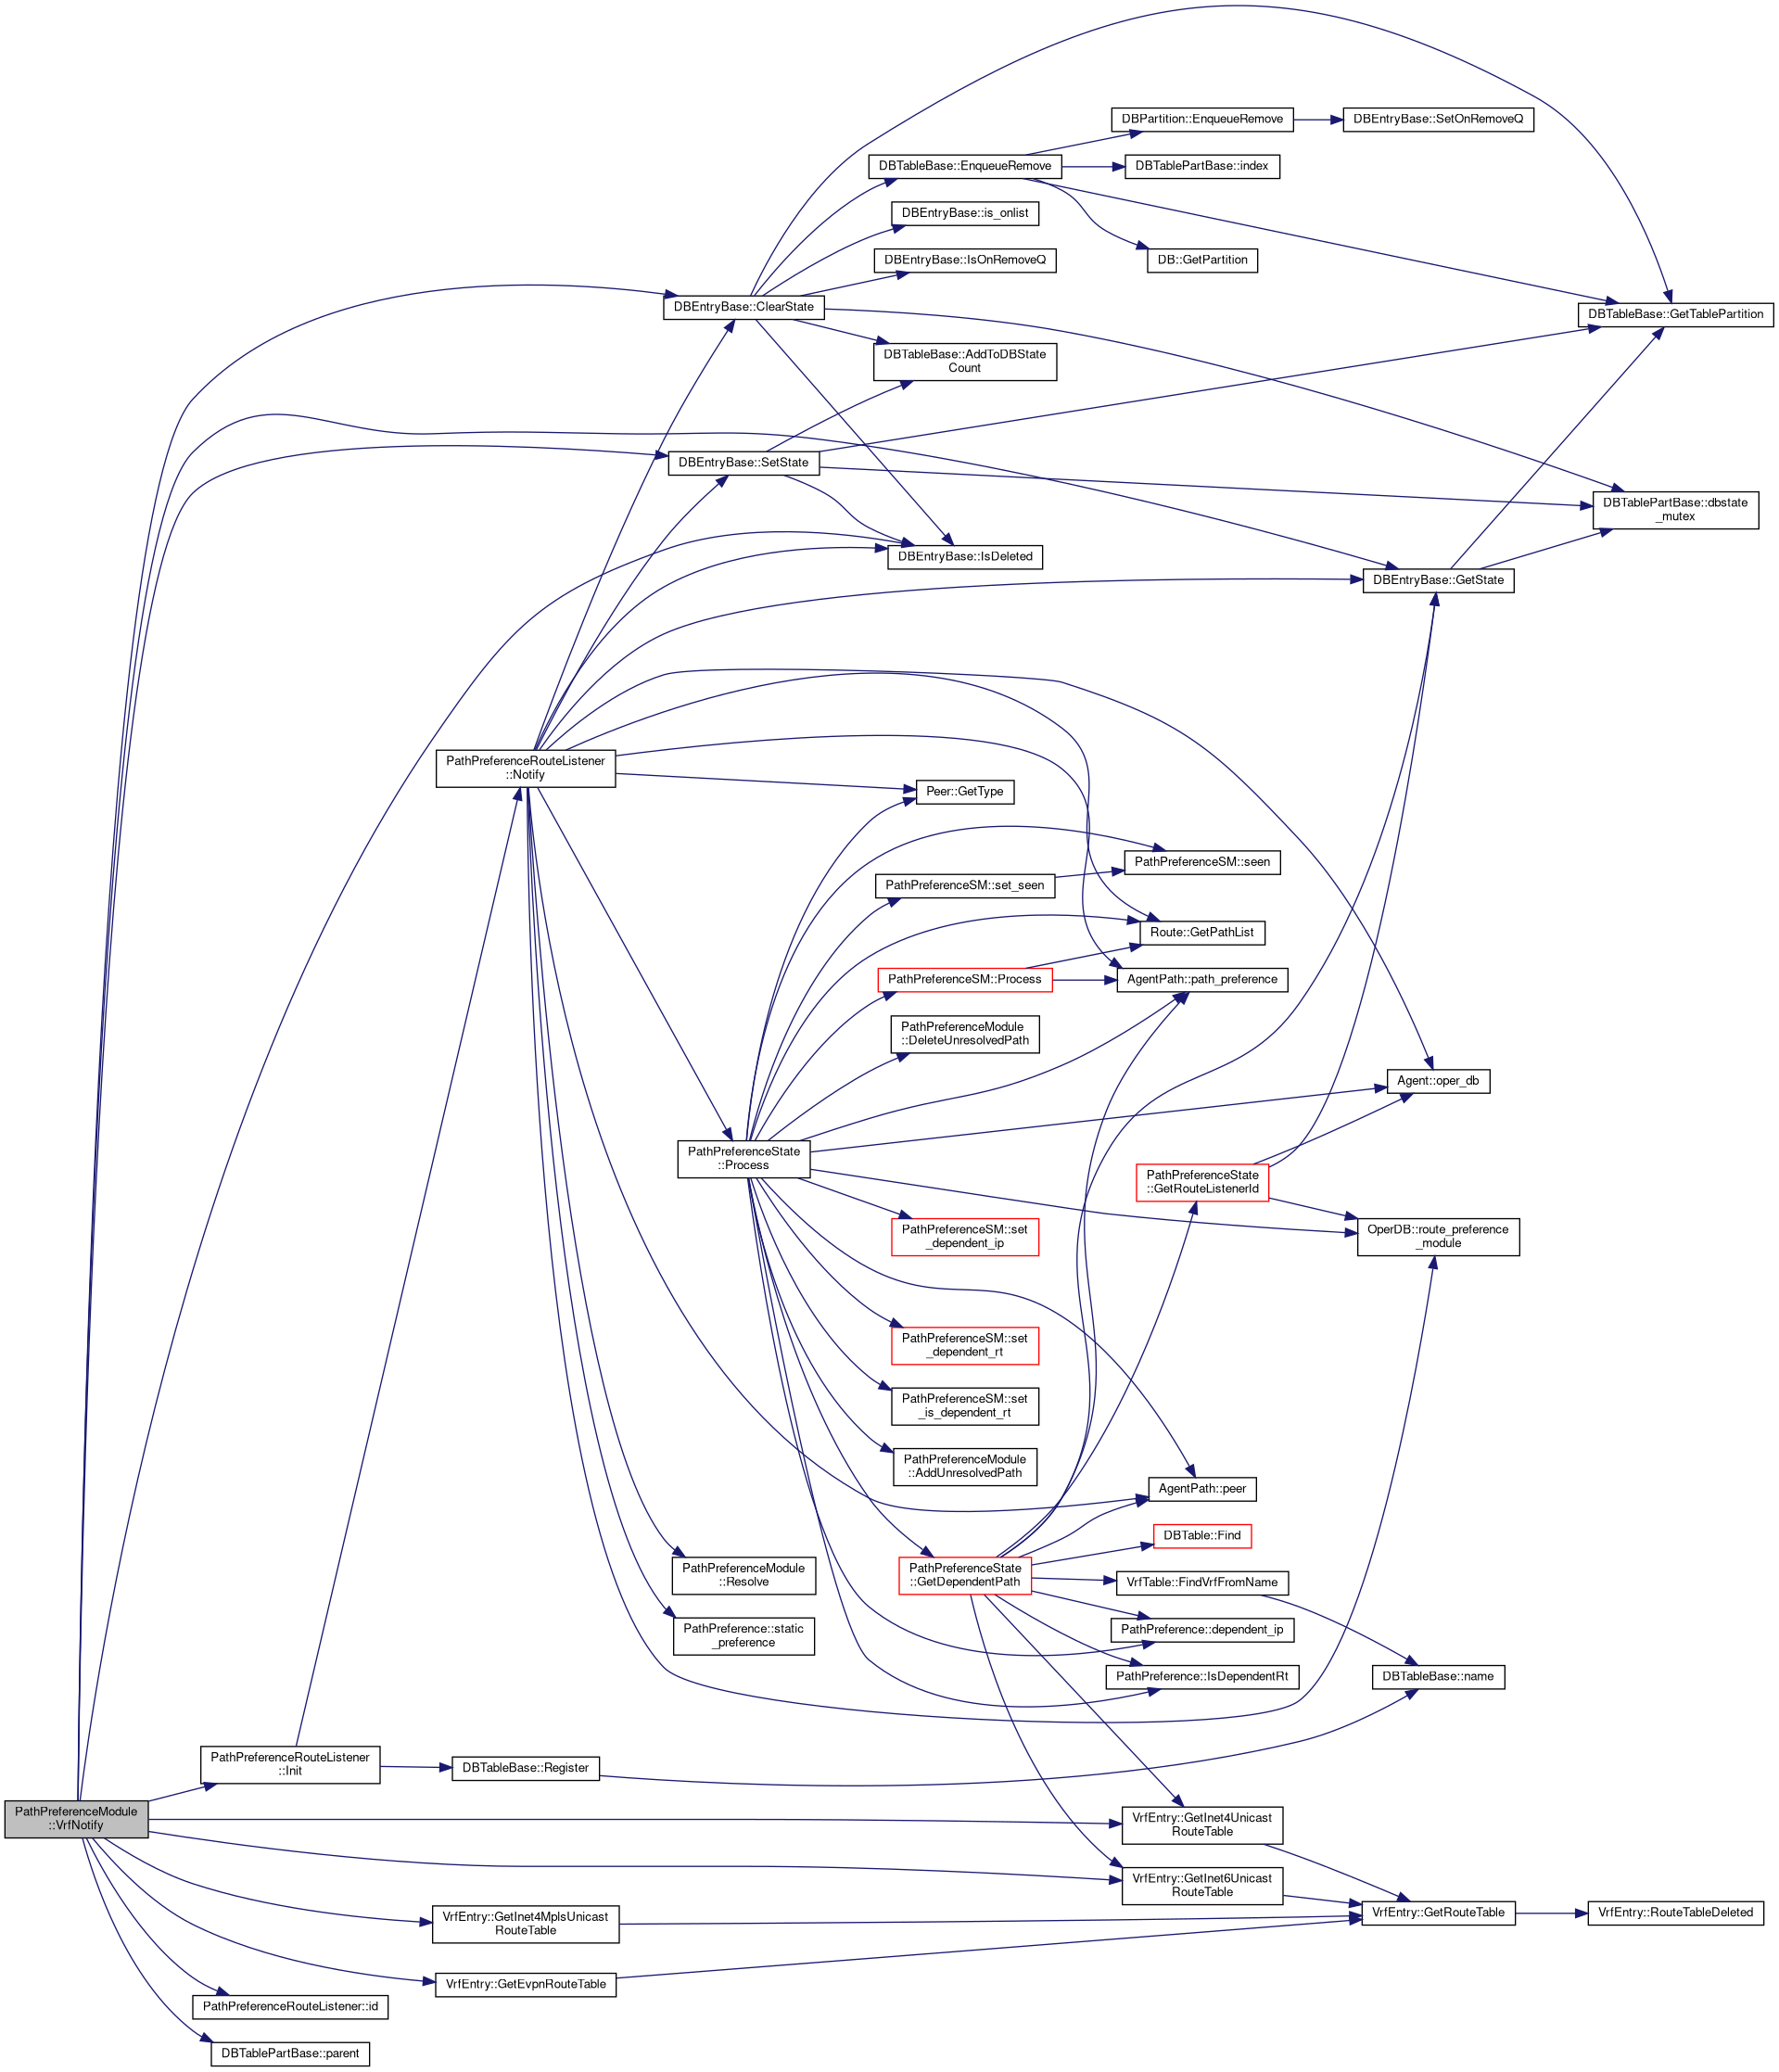 DBPartition::EnqueueRemove
DBEntryBase::SetOnRemoveQ
DBTableBase::EnqueueRemove
DBTablePartBase::index
DBEntryBase::is_onlist
DBEntryBase::IsOnRemoveQ
DB::GetPartition
DBEntryBase::ClearState
DBTableBase::GetTablePartition
DBTableBase::AddToDBState
Count
DBEntryBase::SetState
DBTablePartBase::dbstate
_mutex
DBEntryBase::IsDeleted
DBEntryBase::GetState
PathPreferenceRouteListener
::Notify
Peer::GetType
PathPreferenceSM::seen
PathPreferenceSM::set_seen
Route::GetPathList
PathPreferenceSM::Process
AgentPath::path_preference
PathPreferenceModule
::DeleteUnresolvedPath
Agent::oper_db
PathPreferenceState
::Process
PathPreferenceState
::GetRouteListenerId
PathPreferenceSM::set
_dependent_ip
OperDB::route_preference
_module
PathPreferenceSM::set
_dependent_rt
PathPreferenceSM::set
_is_dependent_rt
PathPreferenceModule
::AddUnresolvedPath
AgentPath::peer
DBTable::Find
PathPreferenceModule
::Resolve
PathPreferenceState
::GetDependentPath
VrfTable::FindVrfFromName
PathPreference::static
_preference
PathPreference::dependent_ip
PathPreference::IsDependentRt
DBTableBase::name
PathPreferenceRouteListener
::Init
DBTableBase::Register
PathPreferenceModule
::VrfNotify
VrfEntry::GetInet4Unicast
RouteTable
VrfEntry::GetInet6Unicast
RouteTable
VrfEntry::GetInet4MplsUnicast
RouteTable
VrfEntry::GetRouteTable
VrfEntry::RouteTableDeleted
VrfEntry::GetEvpnRouteTable
PathPreferenceRouteListener::id
DBTablePartBase::parent